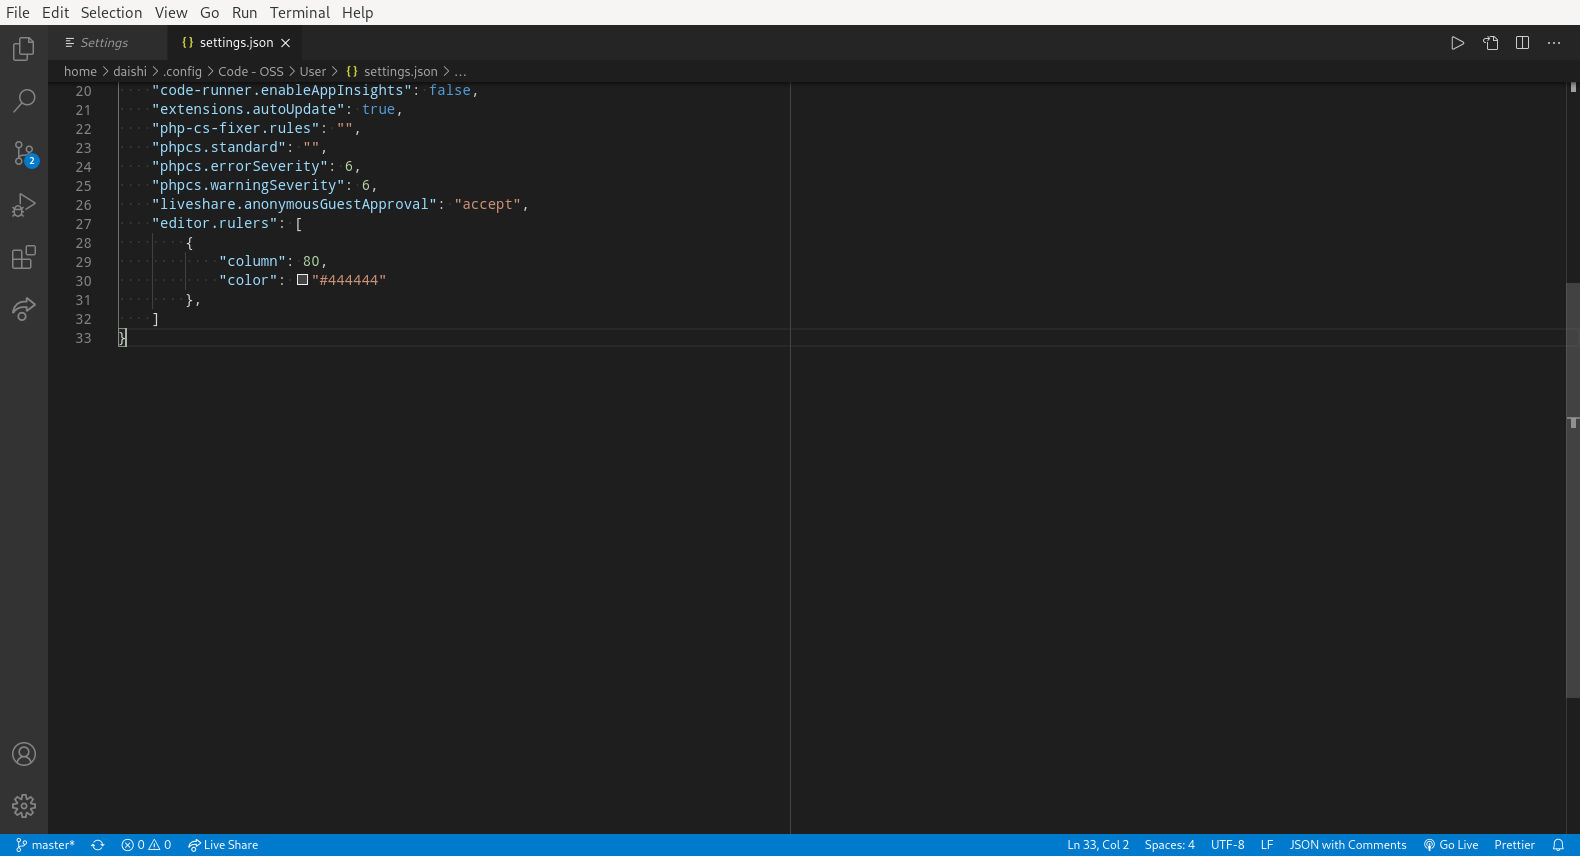 File Edit Selection View Go Run Terminal Help
Settings settings.json
home > daishi > .config > Code - OSS > User > {} settings.json > ...
20 "code-runner.enableAppInsights": false,
21 "extensions.autoUpdate": true,
22 "php-cs-fixer.rules": "",
23 "phpcs.standard": "",
24 "phpcs.errorSeverity": 6,
25 "phpcs.warningSeverity": 6,
26 "liveshare.anonymousGuestApproval": "accept",
27 "editor.rulers": [
28 {
29 "column": 80,
30 "color": "#444444"
31 },
32 ]
33 }
2
master* 0 0 Live Share Ln 33, Col 2 Spaces: 4 UTF-8 LF JSON with Comments Go Live Prettier